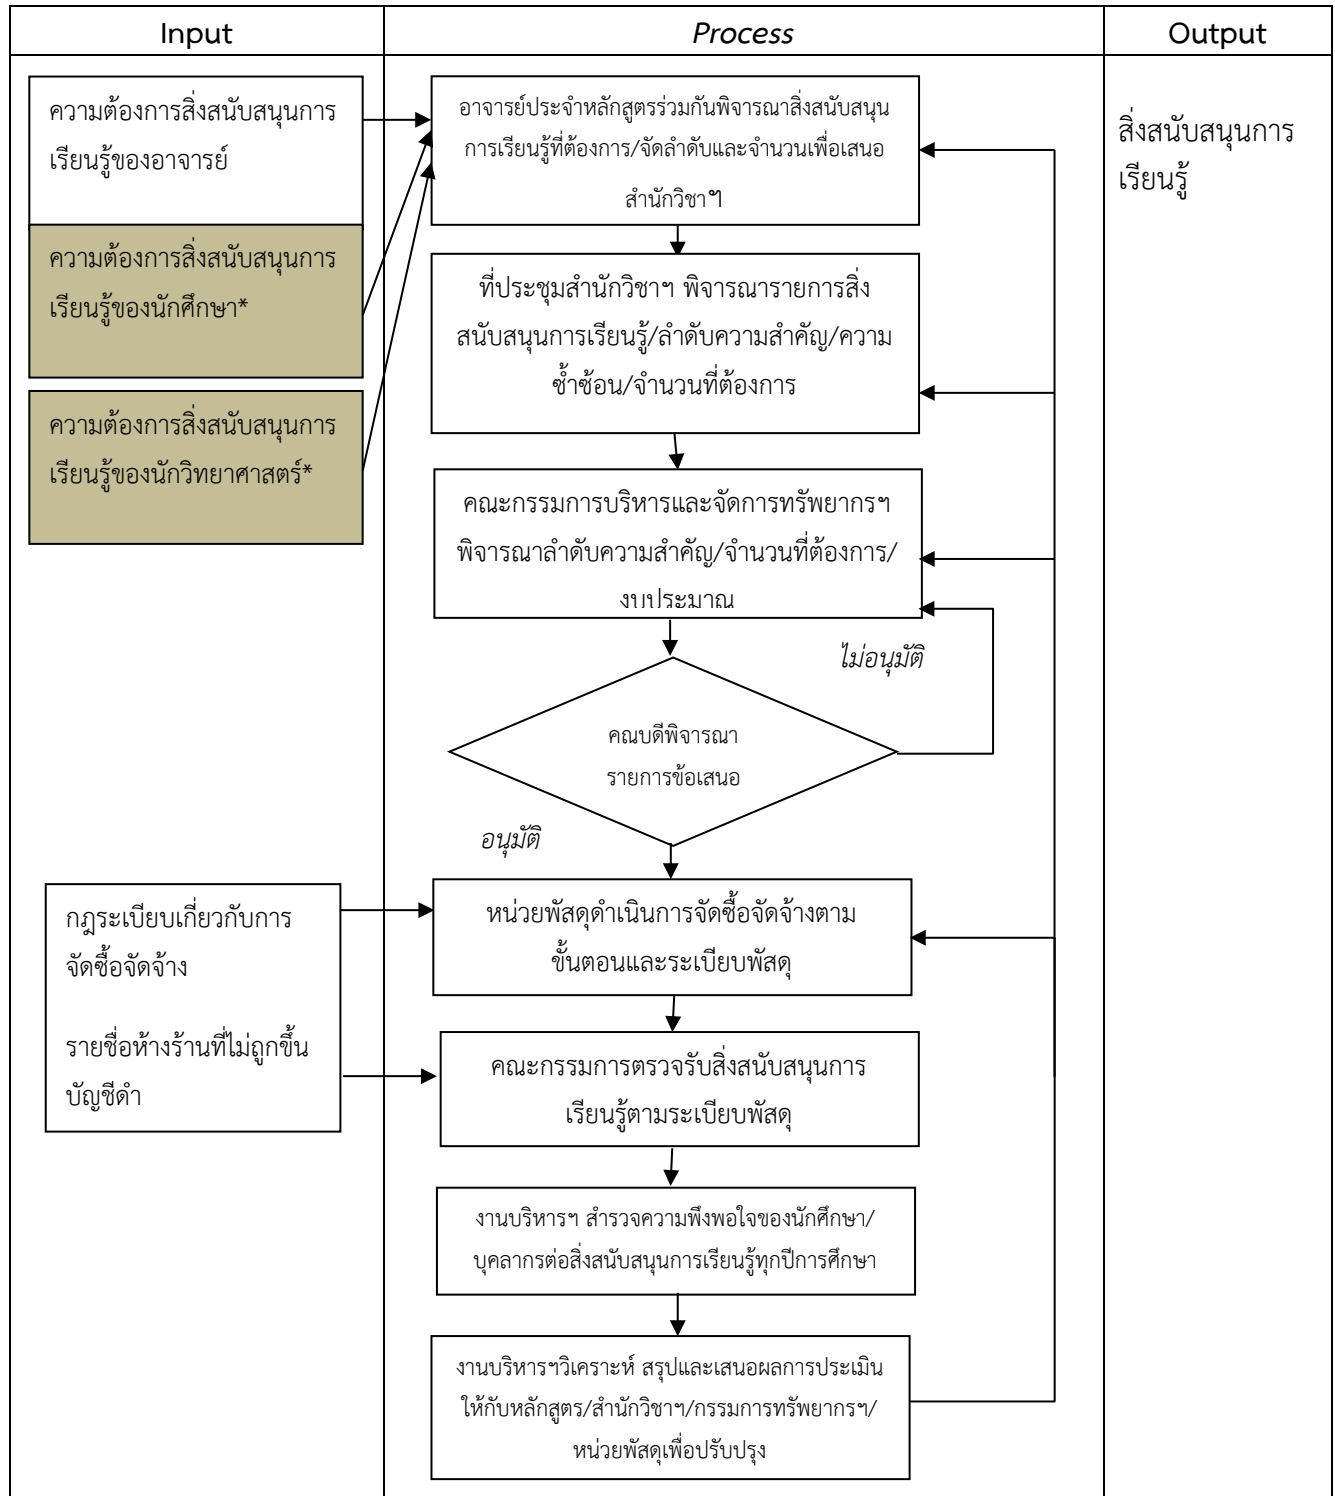 Input
Process
Output
ความต้องการสิ่งสนับสนุนการ
เรียนรู้ของอาจารย์
ความต้องการสิ่งสนับสนุนการ
เรียนรู้ของนักศึกษา*
ความต้องการสิ่งสนับสนุนการ
เรียนรู้ของนักวิทยาศาสตร์*
อาจารย์ประจำหลักสูตรร่วมกันพิจารณาสิ่งสนับสนุน
การเรียนรู้ที่ต้องการ/จัดลำดับและจำนวนเพื่อเสนอ
สำนักวิชาฯ
สิ่งสนับสนุนการ
เรียนรู้
ที่ประชุมสำนักวิชาฯ พิจารณารายการสิ่ง
สนับสนุนการเรียนรู้/ลำดับความสำคัญ/ความ
ซ้ำซ้อน/จำนวนที่ต้องการ
คณะกรรมการบริหารและจัดการทรัพยากรฯ
พิจารณาลำดับความสำคัญ/จำนวนที่ต้องการ/
งบประมาณ
ไม่อนุมัติ
คณบดีพิจารณา
รายการข้อเสนอ
อนุมัติ
กฎระเบียบเกี่ยวกับการ
จัดซื้อจัดจ้าง
รายชื่อห้างร้านที่ไม่ถูกขึ้น
บัญชีดำ
หน่วยพัสดุดำเนินการจัดซื้อจัดจ้างตาม
ขั้นตอนและระเบียบพัสดุ
คณะกรรมการตรวจรับสิ่งสนับสนุนการ
เรียนรู้ตามระเบียบพัสดุ
งานบริหารฯ สำรวจความพึงพอใจของนักศึกษา/
บุคลากรต่อสิ่งสนับสนุนการเรียนรู้ทุกปีการศึกษา
งานบริหารฯวิเคราะห์ สรุปและเสนอผลการประเมิน
ให้กับหลักสูตร/สำนักวิชาฯ/กรรมการทรัพยากรฯ/
หน่วยพัสดุเพื่อปรับปรุง